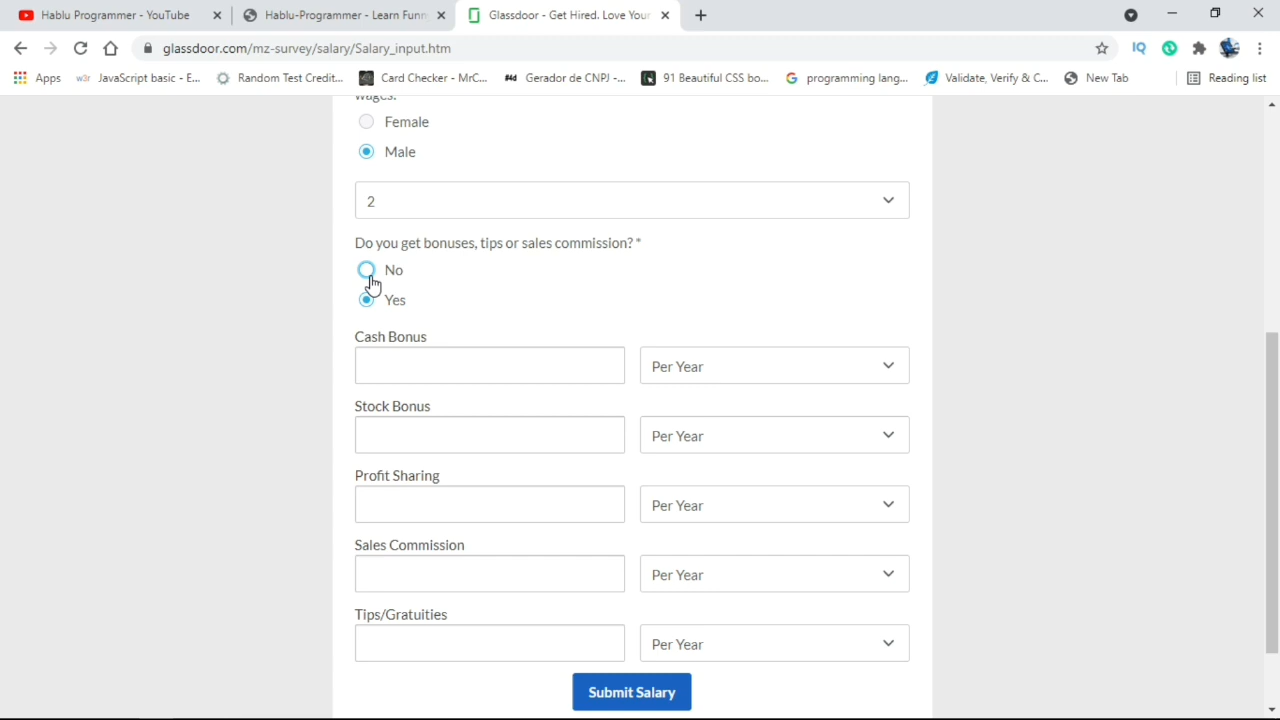 Hablu Programmer - YouTube
Hablu-Programmer - Learn Funn
Glassdoor - Get Hired. Love Your
glassdoor.com/mz-survey/salary/Salary_input.htm
IQ
Apps
w3r JavaScript basic - E...
Random Test Credit...
Card Checker - MrC...
4d Gerador de CNPJ -...
91 Beautiful CSS bo...
G programming lang...
Validate, Verify & C...
New Tab
Reading list
wages.
Female
Male
2
Do you get bonuses, tips or sales commission? *
No
Yes
Cash Bonus
Per Year
Stock Bonus
Per Year
Profit Sharing
Per Year
Sales Commission
Per Year
Tips/Gratuities
Per Year
Submit Salary